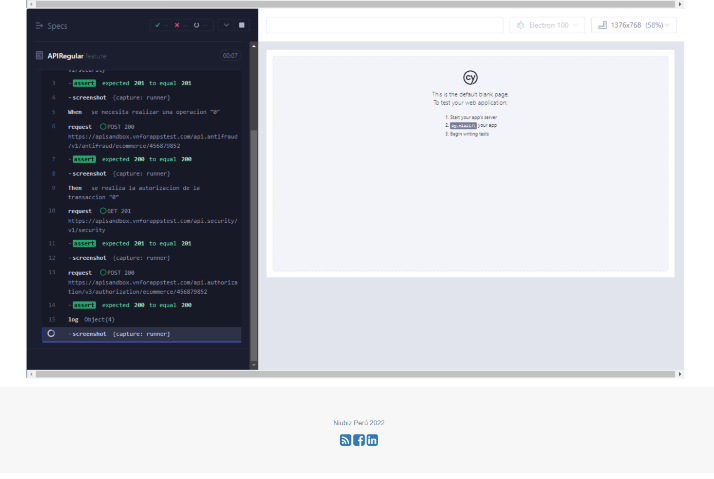 Specs
Electron 100
1376x768 (58%)
APIRegular feature
00:07
3 -assert expected 201 to equal 201
4 -screenshot {capture: runner}
5 When se necesita realizar una operacion "0"
6 request POST 200
https://apisandbox.vnforappstest.com/api.antifraud
/v1/antifraud/ecommerce/456879852
7 -assert expected 200 to equal 200
8 -screenshot {capture: runner}
9 Then se realiza la autorizacion de la
transaccion "0"
10 request GET 201
https://apisandbox.vnforappstest.com/api.security/
v1/security
11 -assert expected 201 to equal 201
12 -screenshot {capture: runner}
13 request POST 200
https://apisandbox.vnforappstest.com/api.authoriza
tion/v3/authorization/ecommerce/456879852
14 -assert expected 200 to equal 200
15 log Object{4}
-screenshot {capture: runner}
cy
This is the default blank page.
To test your web application:
1. Start your app's server
2. cy.visit() your app
3. Begin writing tests
Niubiz Perú 2022